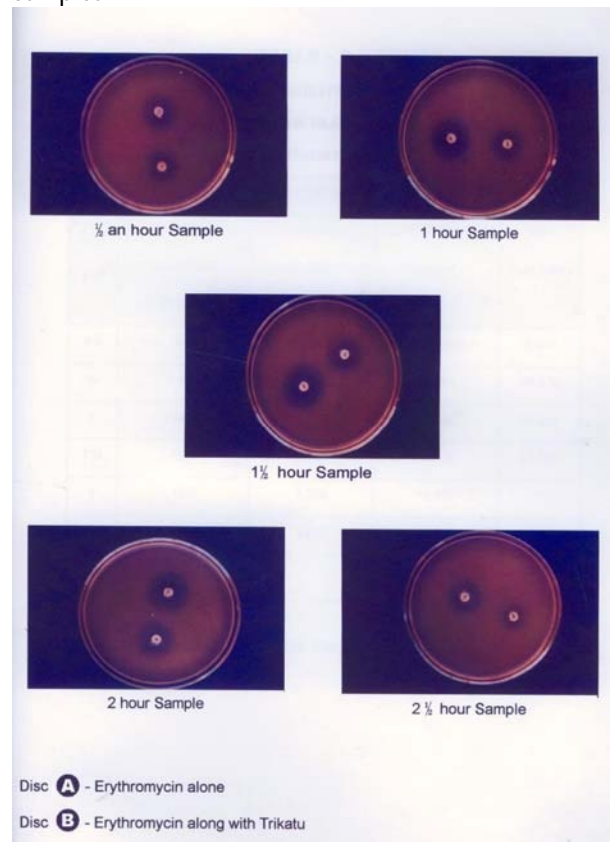 ½ an hour Sample
1 hour Sample
1½ hour Sample
2 hour Sample
2 ½ hour Sample
Disc A - Erythromycin alone
Disc B - Erythromycin along with Trikatu